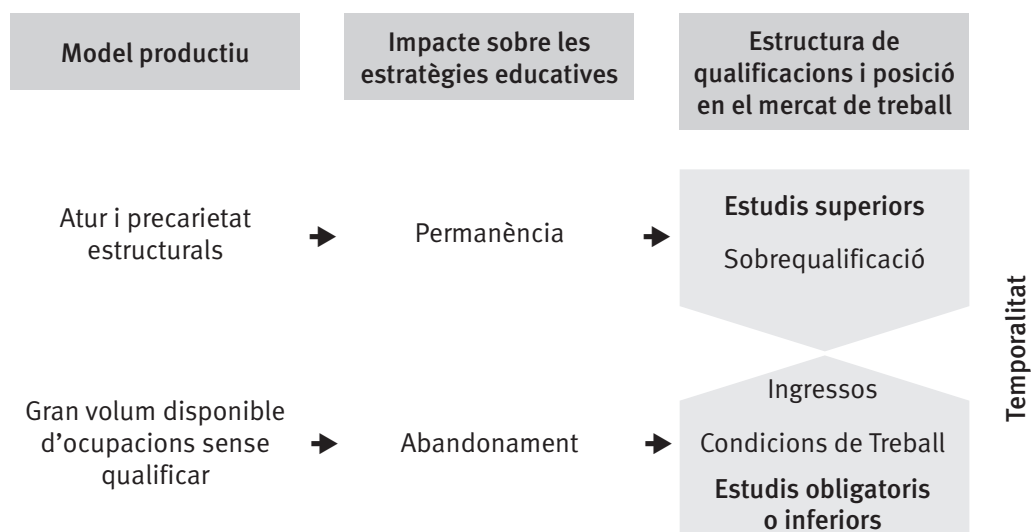 Model productiu
Impacte sobre les
estratègies educatives
Estructura de
qualificacions i posició
en el mercat de treball
Atur i precarietat
estructurals
Permanència
Estudis superiors
Sobrequalificació
Temporalitat
Gran volum disponible
d’ocupacions sense
qualificar
Abandonament
Ingressos
Condicions de Treball
Estudis obligatoris
o inferiors